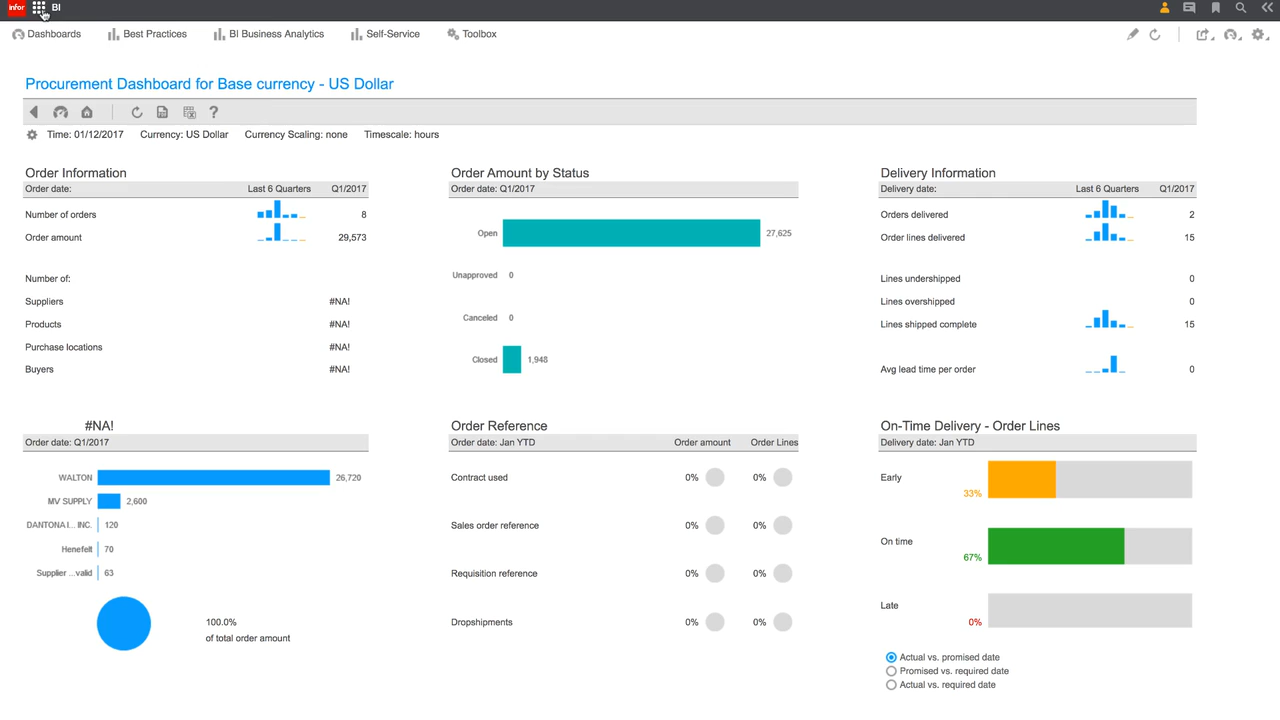 infor BI
Dashboards Best Practices BI Business Analytics Self-Service Toolbox
Procurement Dashboard for Base currency - US Dollar
?
Time: 01/12/2017 Currency: US Dollar Currency Scaling: none Timescale: hours
Order Information
Order date: Last 6 Quarters Q1/2017
Number of orders 8
Order amount 29,573
Number of:
Suppliers #NA!
Products #NA!
Purchase locations #NA!
Buyers #NA!
Order Amount by Status
Order date: Q1/2017
Open 27,625
Unapproved 0
Canceled 0
Closed 1,948
Delivery Information
Delivery date: Last 6 Quarters Q1/2017
Orders delivered 2
Order lines delivered 15
Lines undershipped 0
Lines overshipped 0
Lines shipped complete 15
Avg lead time per order 0
#NA!
Order date: Q1/2017
WALTON 26,720
MV SUPPLY 2,600
DANTONA I... INC. 120
Henefelt 70
Supplier ...valid 63
100.0%
of total order amount
Order Reference
Order date: Jan YTD Order amount Order Lines
Contract used 0% 0%
Sales order reference 0% 0%
Requisition reference 0% 0%
Dropshipments 0% 0%
On-Time Delivery - Order Lines
Delivery date: Jan YTD
Early
33%
On time
67%
Late
0%
Actual vs. promised date
Promised vs. required date
Actual vs. required date